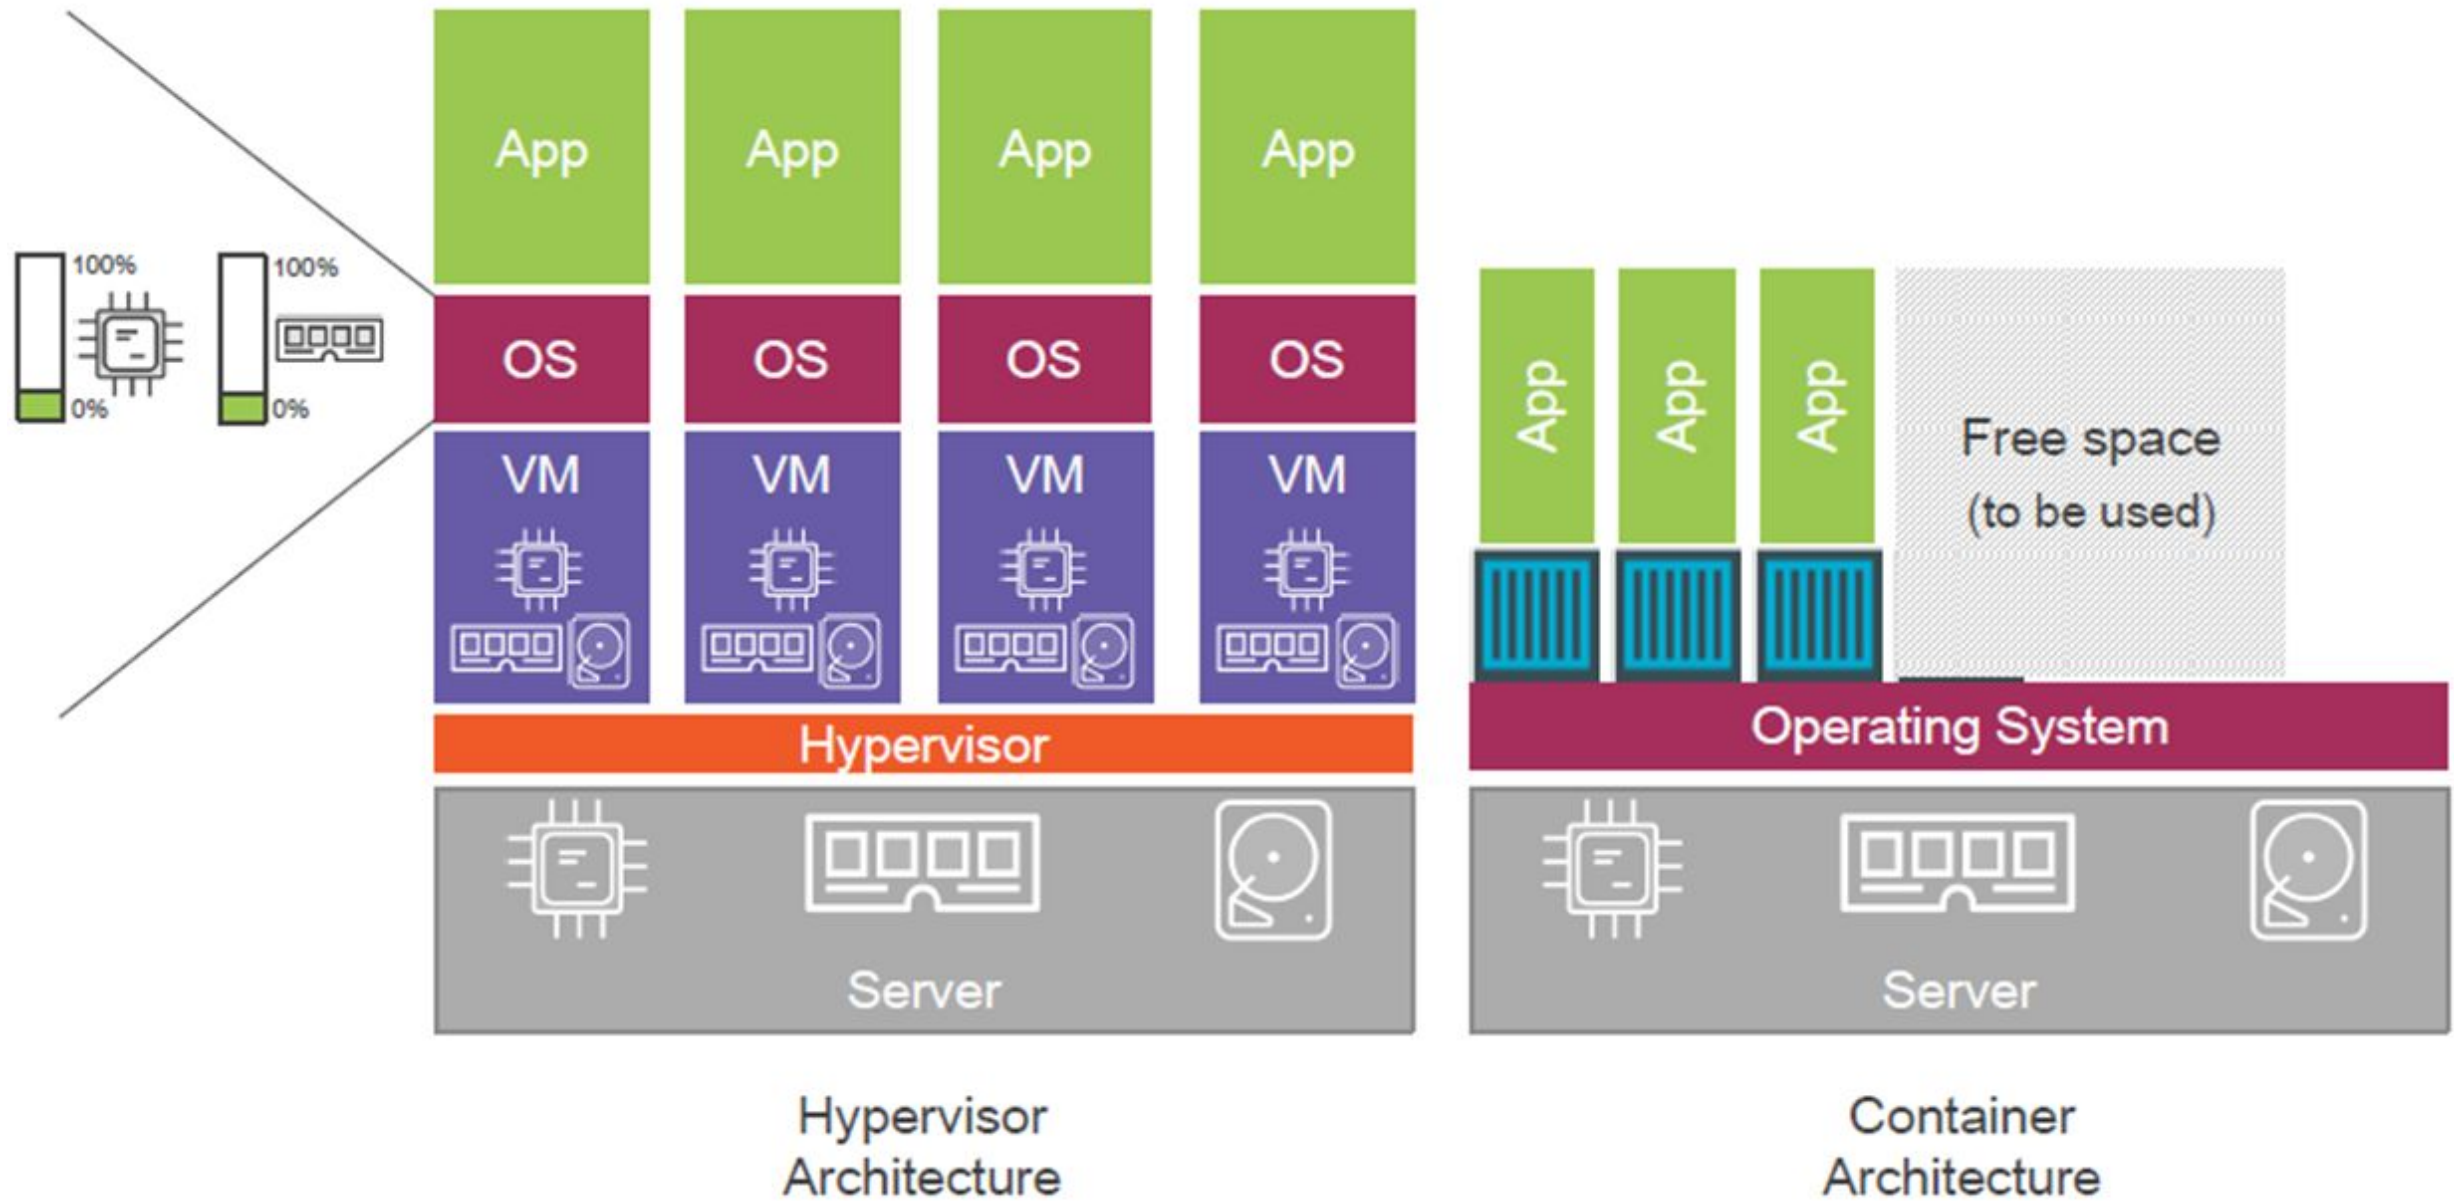 App App App App
100% 100%
0% 0%
OS OS OS OS
VM VM VM VM
Hypervisor
Server
Hypervisor
Architecture
App App App
Free space
(to be used)
Operating System
Server
Container
Architecture